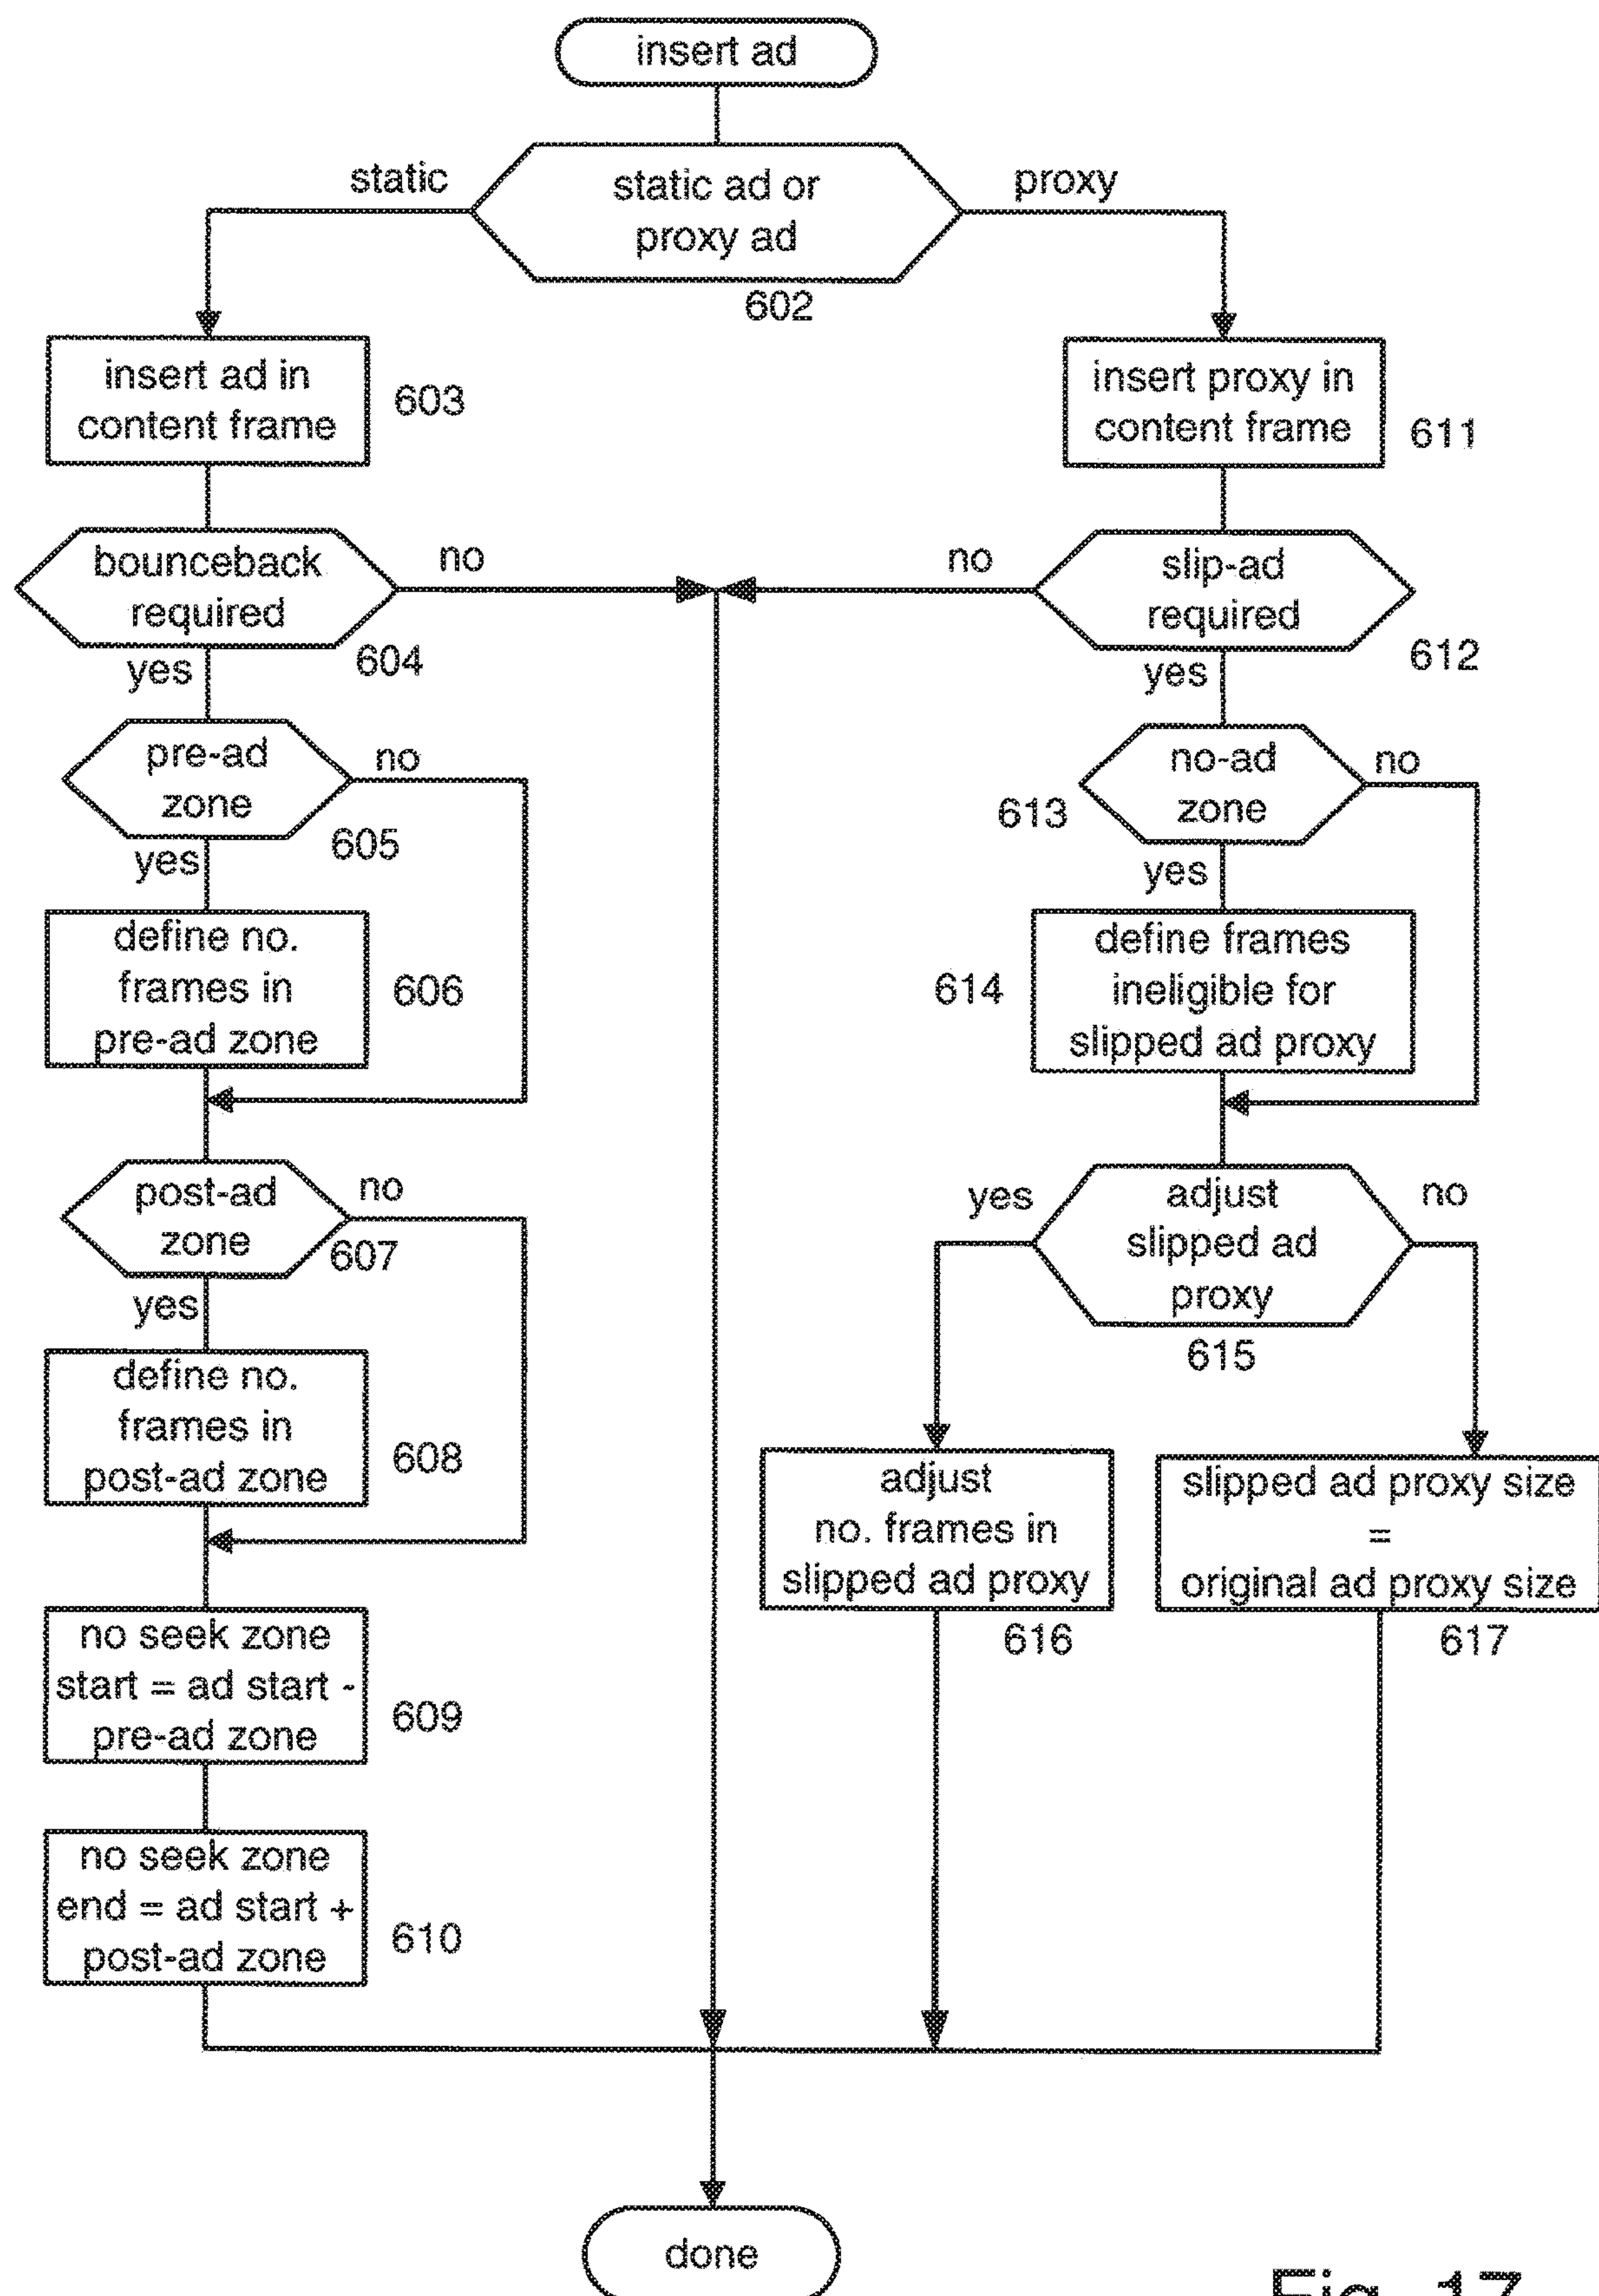 insert ad
static
static ad or
proxy ad
proxy
602
insert ad in
content frame
603
insert proxy in
content frame
611
bounceback
required
no
604
yes
no
slip-ad
required
612
yes
pre-ad
zone
no
605
yes
no-ad
zone
no
613
yes
define no.
frames in
pre-ad zone
606
define frames
ineligible for
slipped ad proxy
614
post-ad
zone
no
607
yes
yes
adjust
slipped ad
proxy
no
615
define no.
frames in
post-ad zone
608
adjust
no. frames in
slipped ad proxy
616
slipped ad proxy size
=
original ad proxy size
617
no seek zone
start = ad start -
pre-ad zone
609
no seek zone
end = ad start +
post-ad zone
610
done
Fig. 17